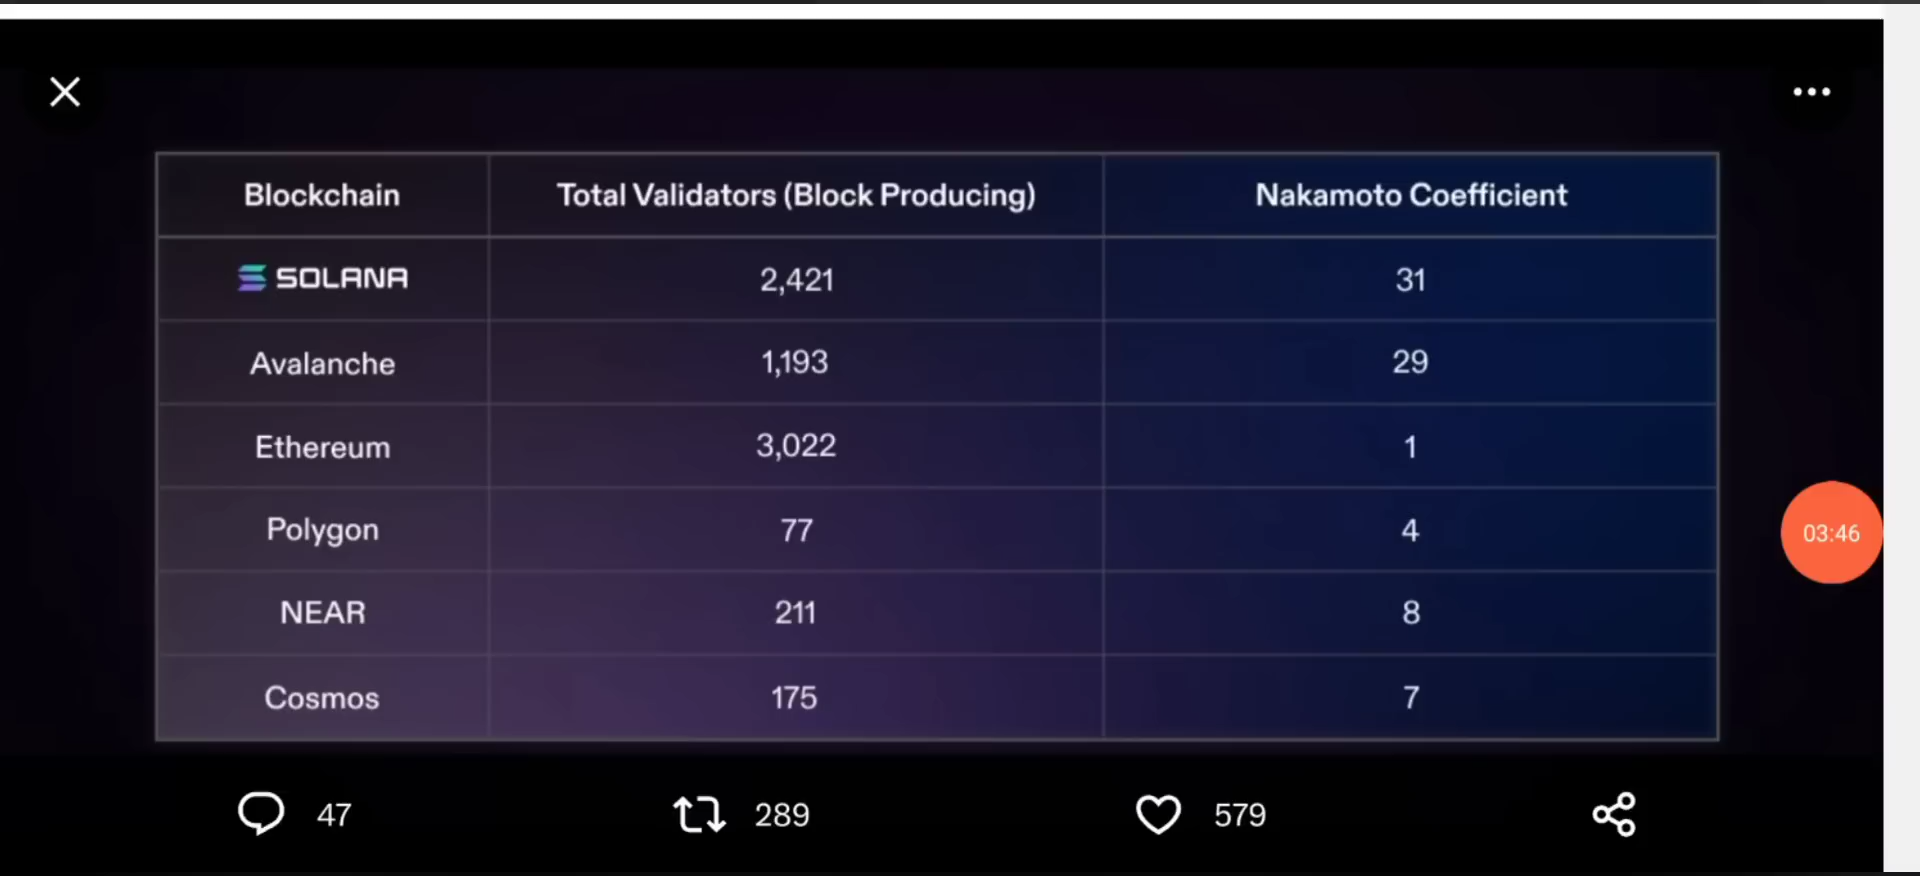 Blockchain Total Validators (Block Producing) Nakamoto Coefficient
SOLANA 2,421 31
Avalanche 1,193 29
Ethereum 3,022 1
Polygon 77 4
03:46
NEAR 211 8
Cosmos 175 7
47 289 579